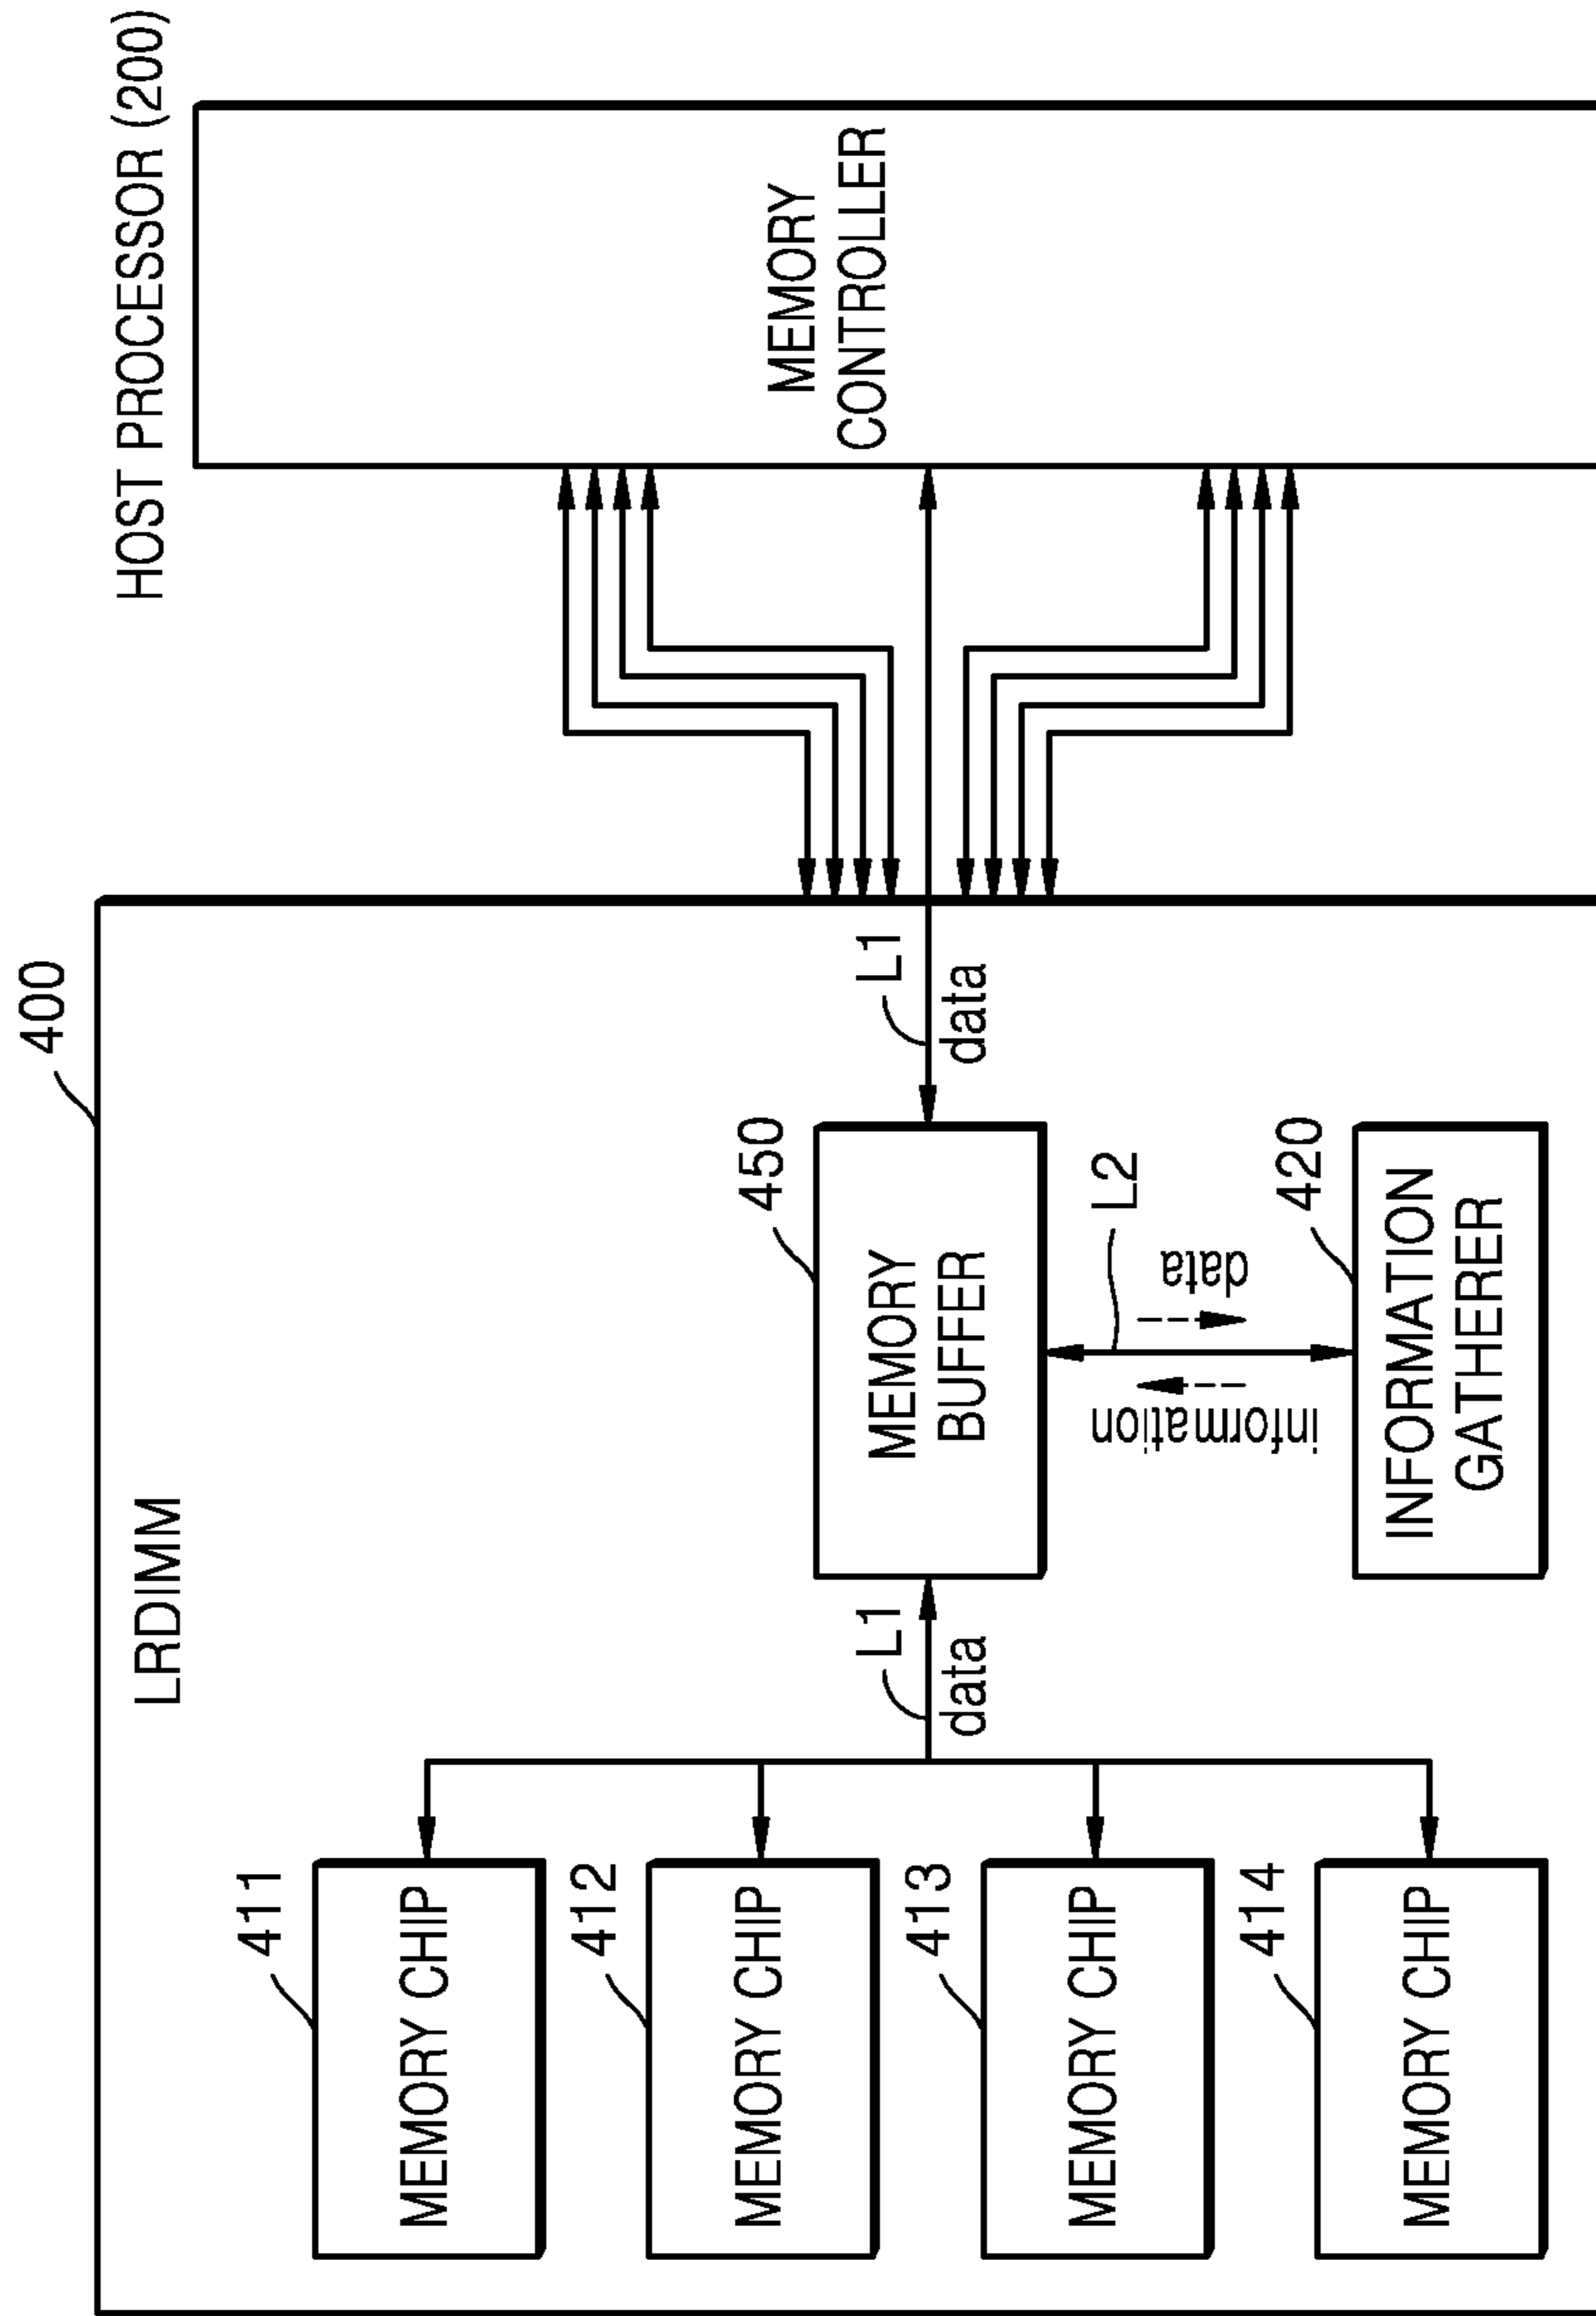 HOST PROCESSOR (200)
MEMORY
CONTROLLER
400
LRDIMM
L1
data
450
MEMORY
BUFFER
L2
data
information
420
INFORMATION
GATHERER
L1
data
411
MEMORY CHIP
412
MEMORY CHIP
413
MEMORY CHIP
414
MEMORY CHIP